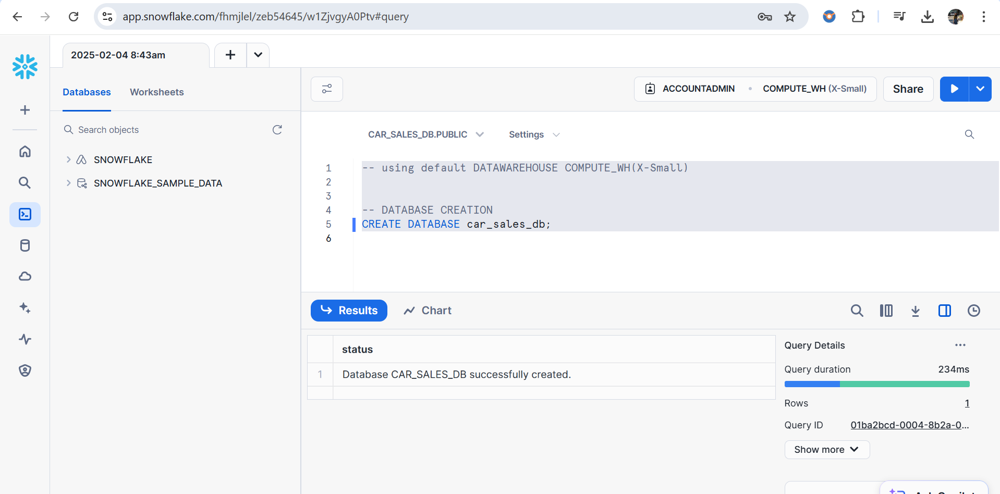 app.snowflake.com/fhmjlel/zeb54645/w1ZjvgyA0Ptv#query
2025-02-04 8:43am
Databases
Worksheets
Search objects
SNOWFLAKE
SNOWFLAKE_SAMPLE_DATA
ACCOUNTADMIN • COMPUTE_WH (X-Small)
Share
CAR_SALES_DB.PUBLIC
Settings
1 -- using default DATAWAREHOUSE COMPUTE_WH(X-Small)
2
3
4 -- DATABASE CREATION
5 CREATE DATABASE car_sales_db;
6
Results
Chart
status
1 Database CAR_SALES_DB successfully created.
Query Details
Query duration 234ms
Rows 1
Query ID 01ba2bcd-0004-8b2a-0...
Show more